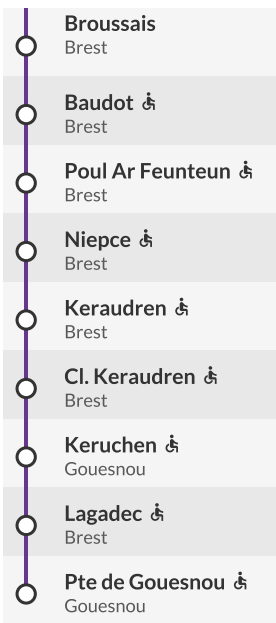 Broussais
Brest
Baudot
Brest
Poul Ar Feunteun
Brest
Niepce
Brest
Keraudren
Brest
Cl. Keraudren
Brest
Keruchen
Gouesnou
Lagadec
Brest
Pte de Gouesnou
Gouesnou